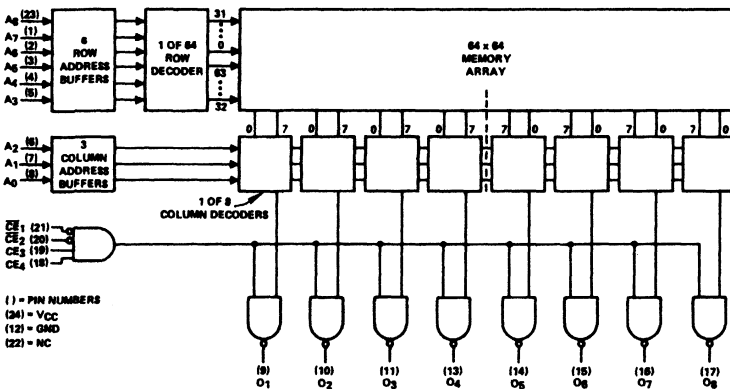 A8 (23)
A7 (1)
A6 (2)
A5 (3)
A4 (4)
A3 (5)
6
ROW
ADDRESS
BUFFERS
1 OF 64
ROW
DECODER
31
0
63
32
64 x 64
MEMORY
ARRAY
A2 (6)
A1 (7)
A0 (8)
3
COLUMN
ADDRESS
BUFFERS
0 7 0 7 0 7 0 7 7 0 7 0 7 0 7 0
1 OF 8
COLUMN DECODERS
CE1 (21)
CE2 (20)
CE3 (19)
CE4 (18)
( ) = PIN NUMBERS
(24) = VCC
(12) = GND
(22) = NC
(9) (10) (11) (13) (14) (15) (16) (17)
O1 O2 O3 O4 O5 O6 O7 O8